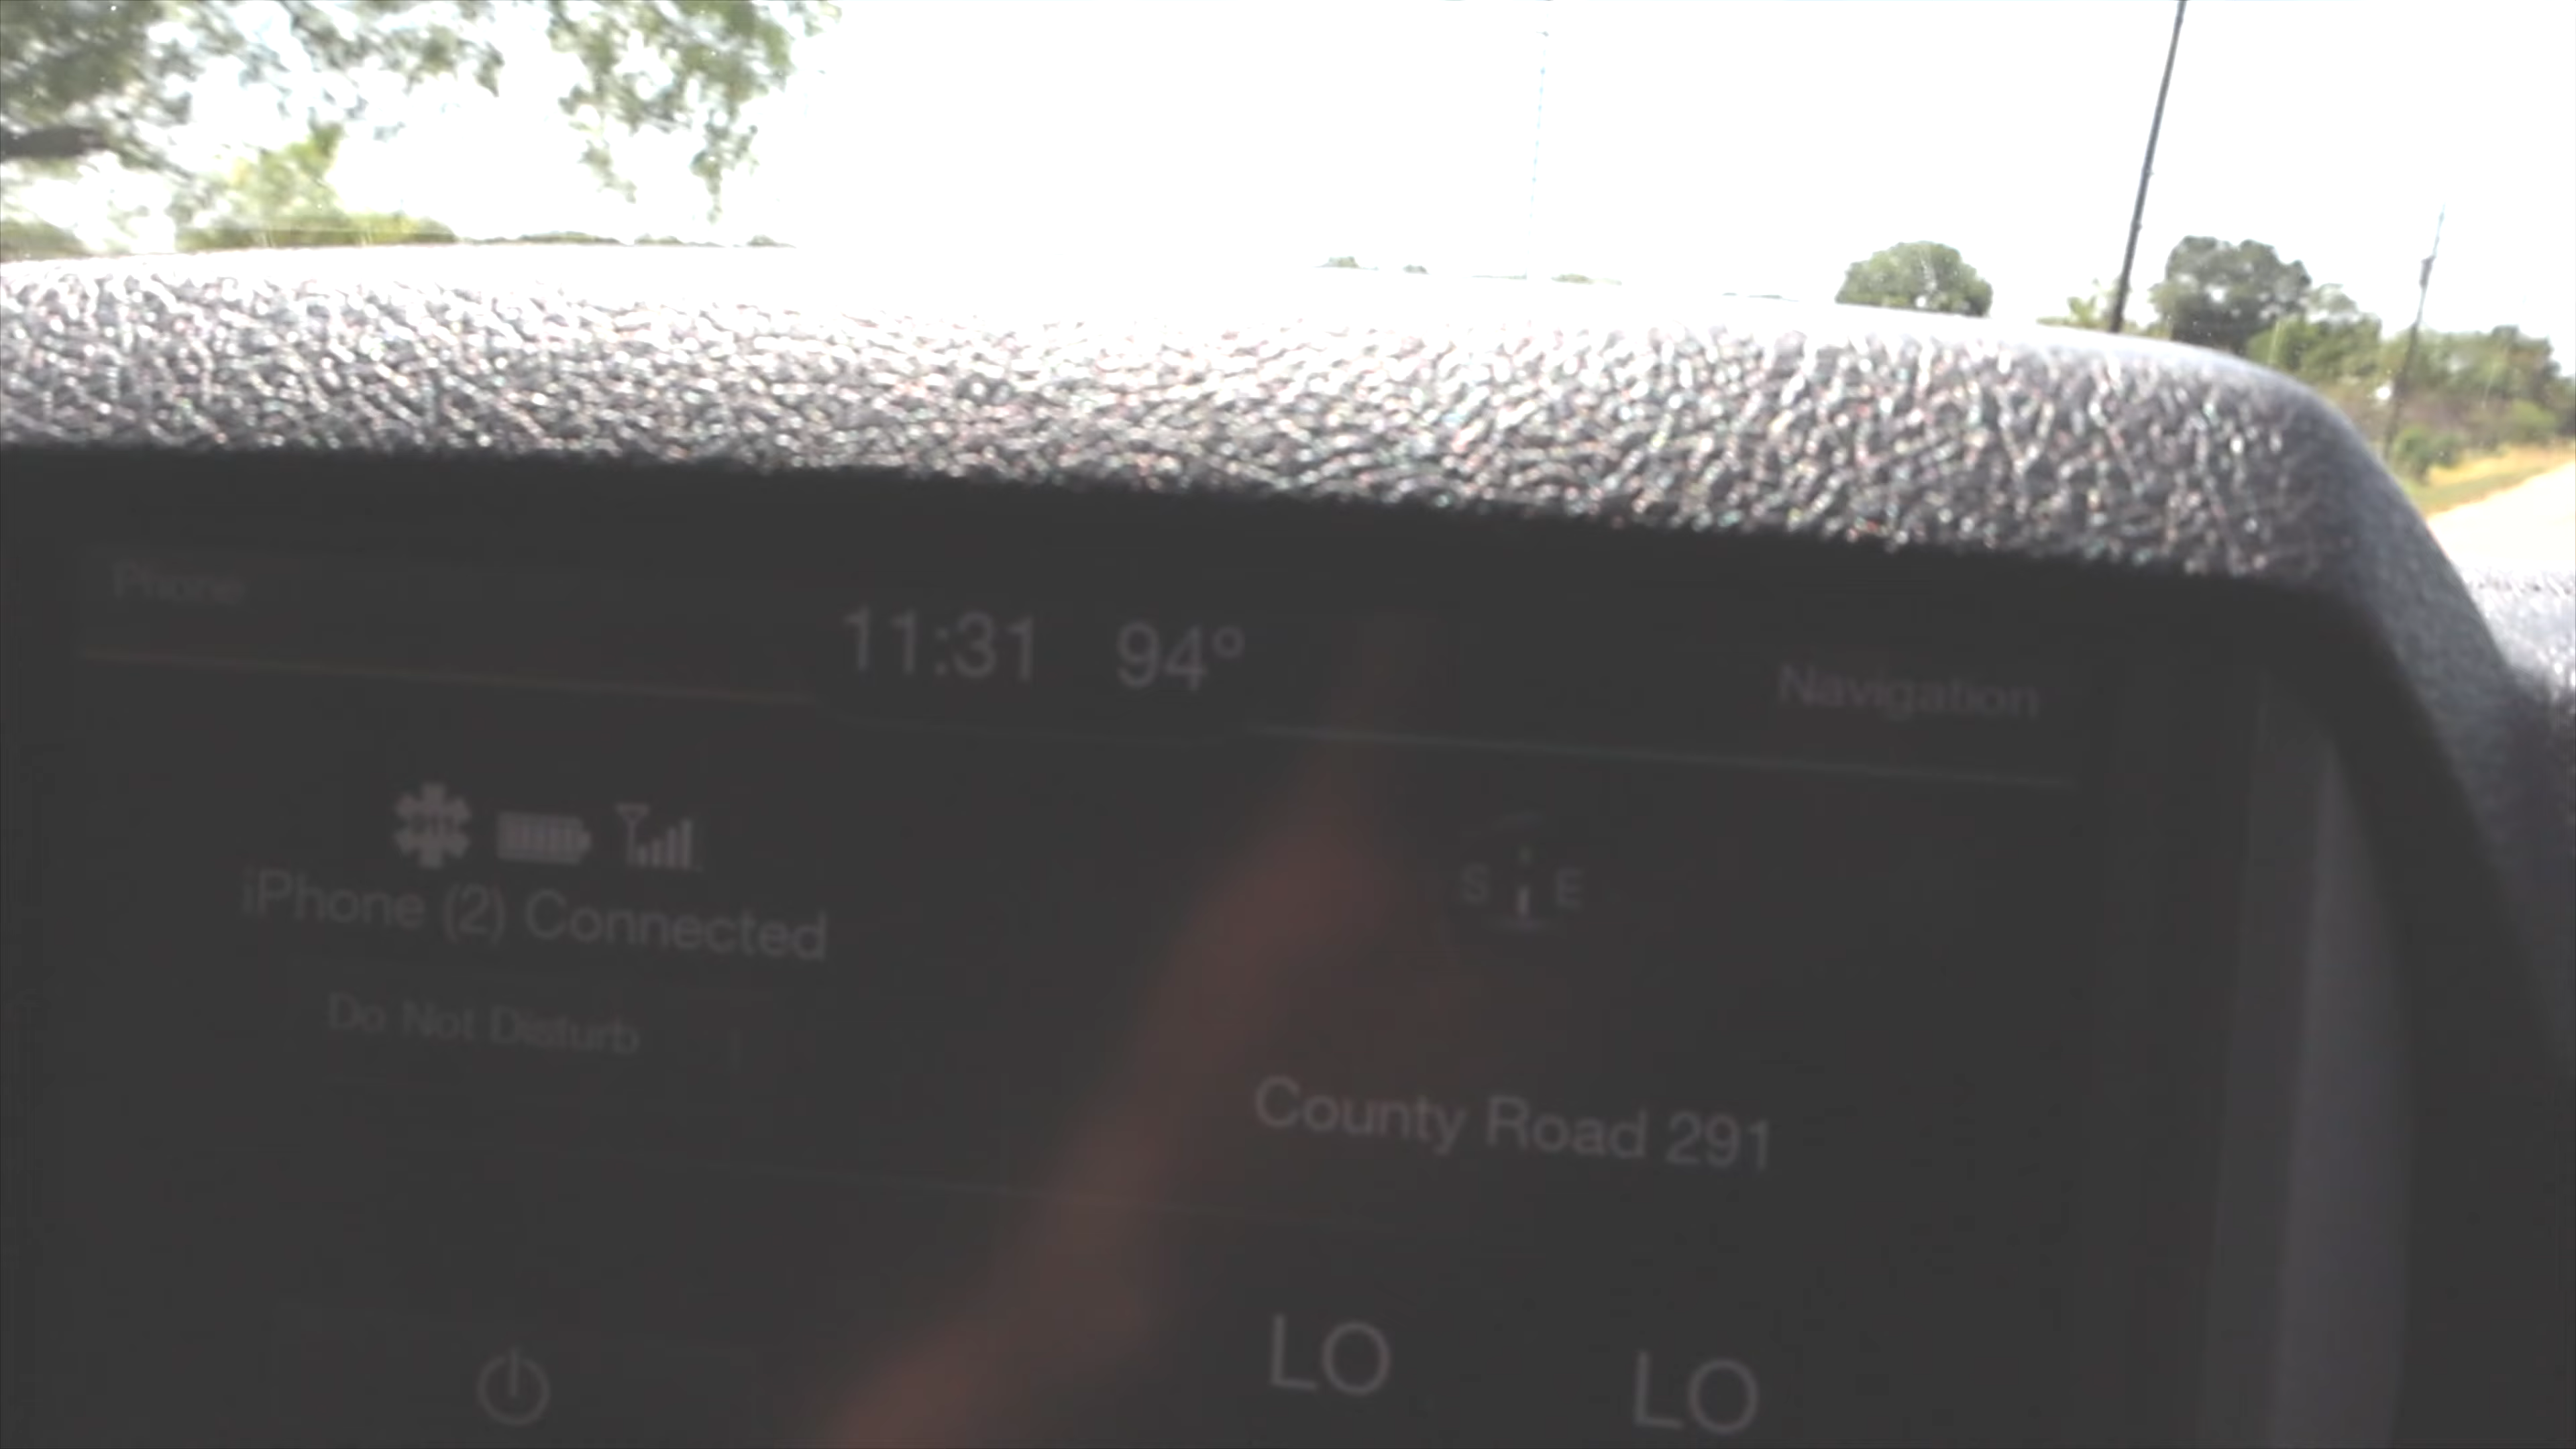 Phone
11:31 94°
Navigation
S E
iPhone (2) Connected
Do Not Disturb
County Road 291
LO LO